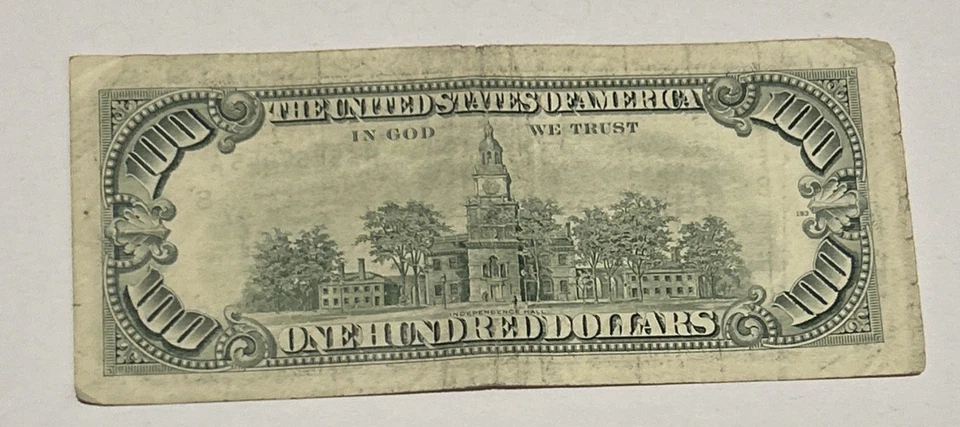 THE UNITED STATES OF AMERICA
IN GOD WE TRUST
100
100
100
100
INDEPENDENCE HALL
ONE HUNDRED DOLLARS